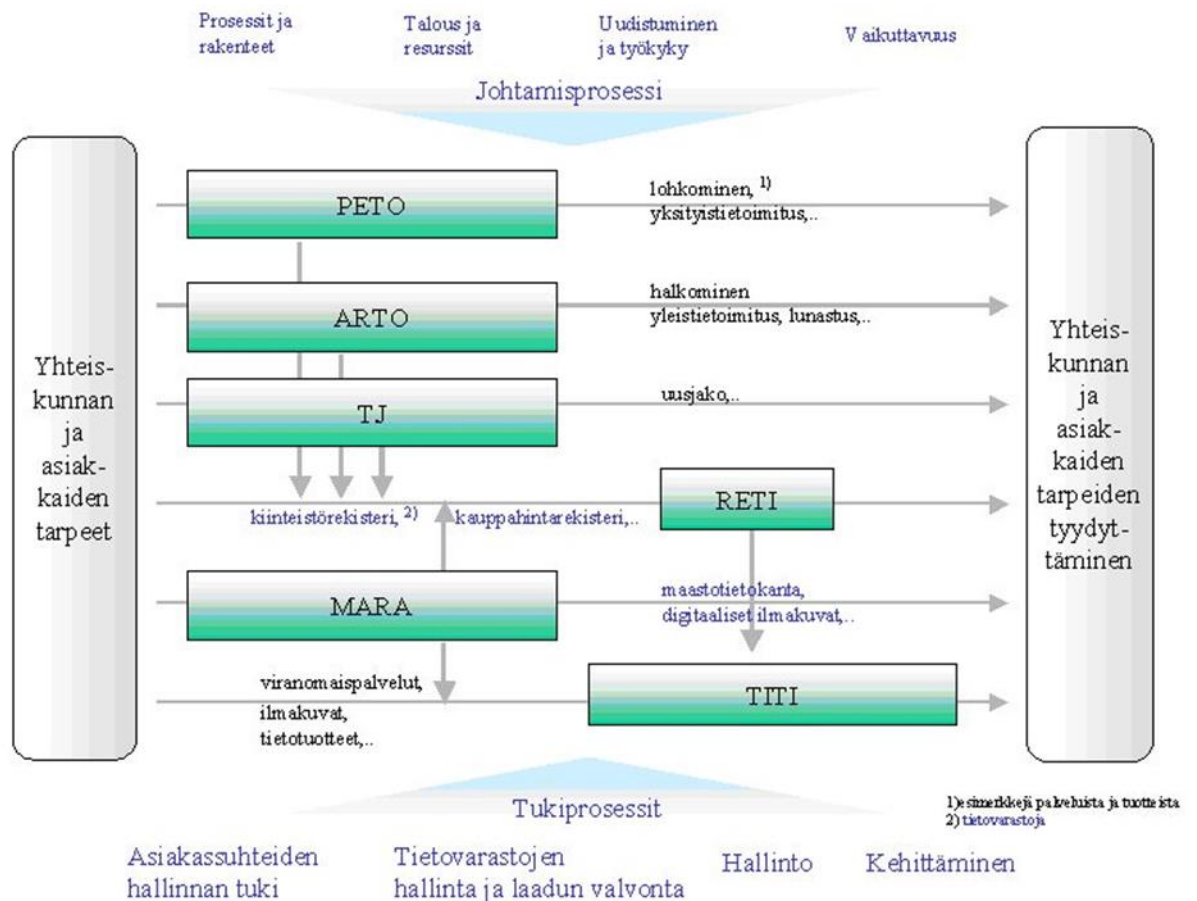 Prosessit ja
rakenteet
Talous ja
resurssit
Uudistuminen
ja työkyky
Vaikuttavuus
Johtamisprosessi
Yhteis-
kunnan
ja
asiak-
kaiden
tarpeet
PETO
lohkominen, 1)
yksityistietoimitus,..
ARTO
halkominen
yleistietoimitus, lunastus,..
TJ
uusjako,..
RETI
kiinteistörekisteri, 2)
kauppahintarekisteri,..
MARA
maastotietokanta,
digitaaliset ilmakuvat,..
viranomaispalvelut,
ilmakuvat,
tietotuotteet,..
TITI
Yhteis-
kunnan
ja
asiak-
kaiden
tarpeiden
tyydyt-
täminen
Tukiprosessit
1)esimerkkejä palveluista ja tuotteista
2) tietovarastoja
Asiakassuhteiden
hallinnan tuki
Tietovarastojen
hallinta ja laadun valvonta
Hallinto
Kehittäminen